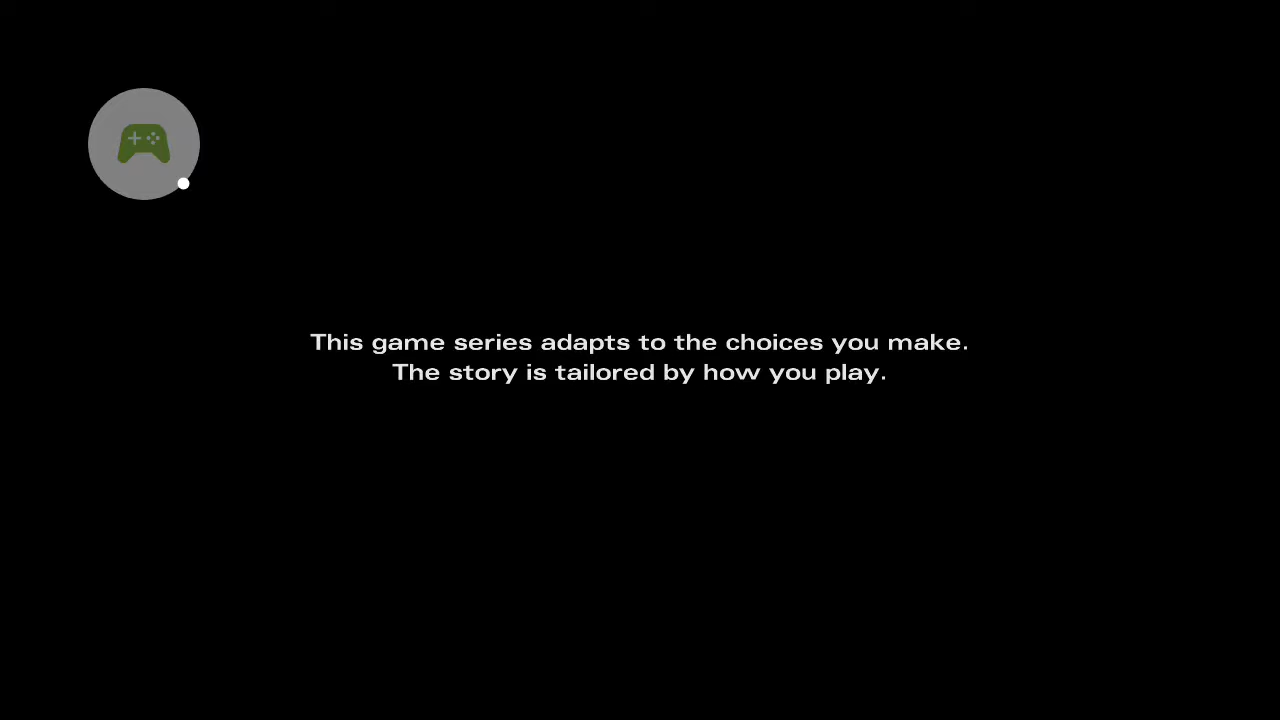 This game series adapts to the choices you make.
The story is tailored by how you play.